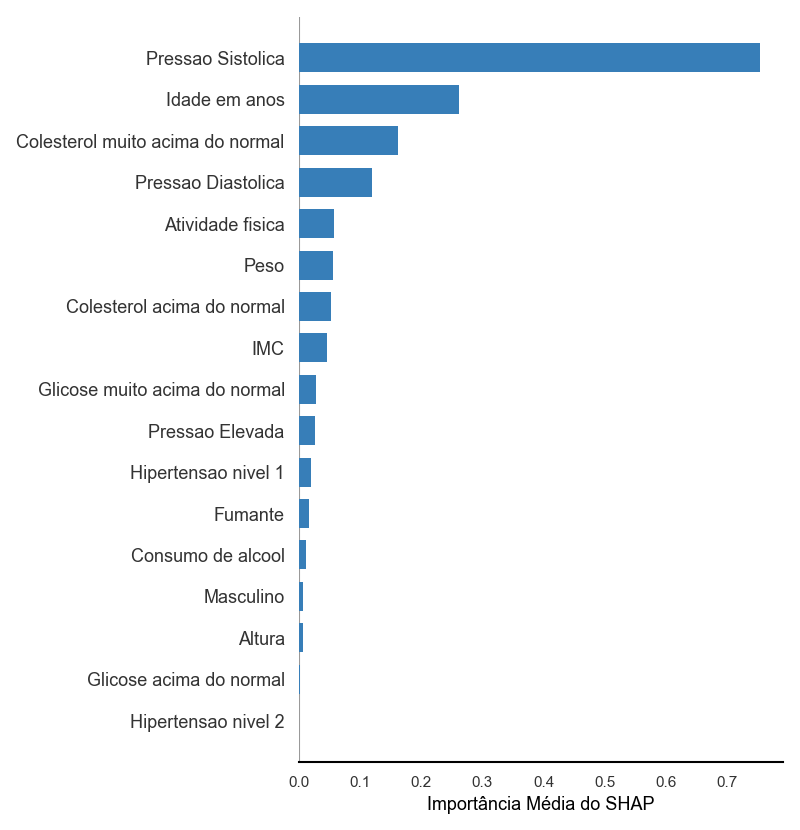 Pressao Sistolica
Idade em anos
Colesterol muito acima do normal
Pressao Diastolica
Atividade fisica
Peso
Colesterol acima do normal
IMC
Glicose muito acima do normal
Pressao Elevada
Hipertensao nivel 1
Fumante
Consumo de alcool
Masculino
Altura
Glicose acima do normal
Hipertensao nivel 2
0.0 0.1 0.2 0.3 0.4 0.5 0.6 0.7
Importância Média do SHAP